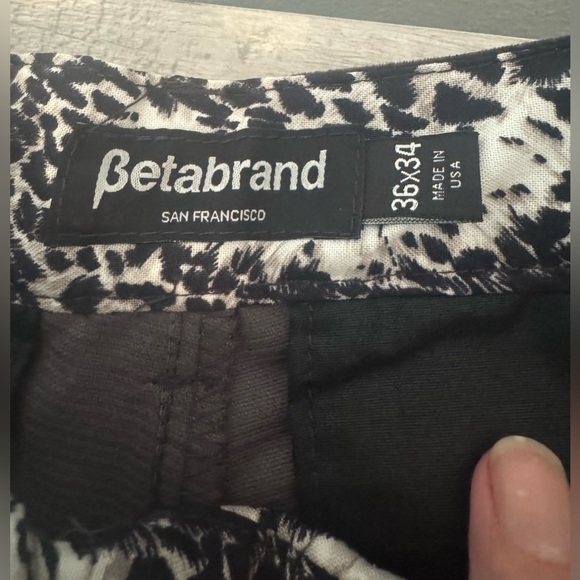 βetabrand
SAN FRANCISCO
36x34
MADE IN
USA